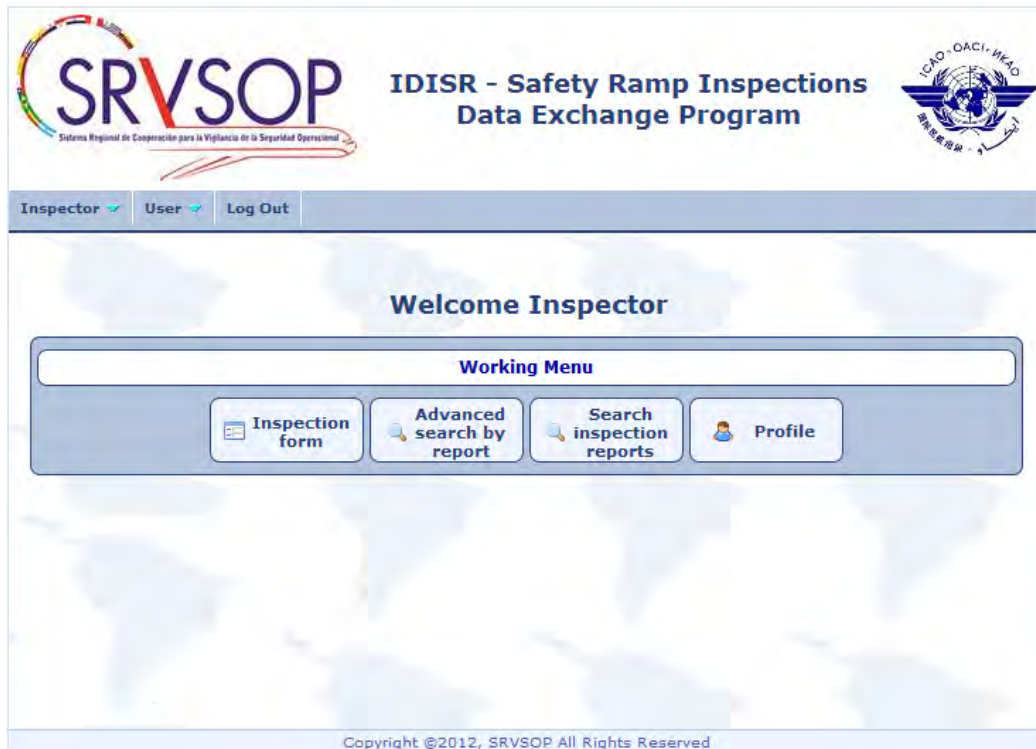 SRVSOP
Sistema Regional de Cooperación para la Vigilancia de la Seguridad Operacional
IDISR - Safety Ramp Inspections
Data Exchange Program
ICAO · OACI · ИКАО
Inspector
User
Log Out
Welcome Inspector
Working Menu
Inspection
form
Advanced
search by
report
Search
inspection
reports
Profile
Copyright ©2012, SRVSOP All Rights Reserved